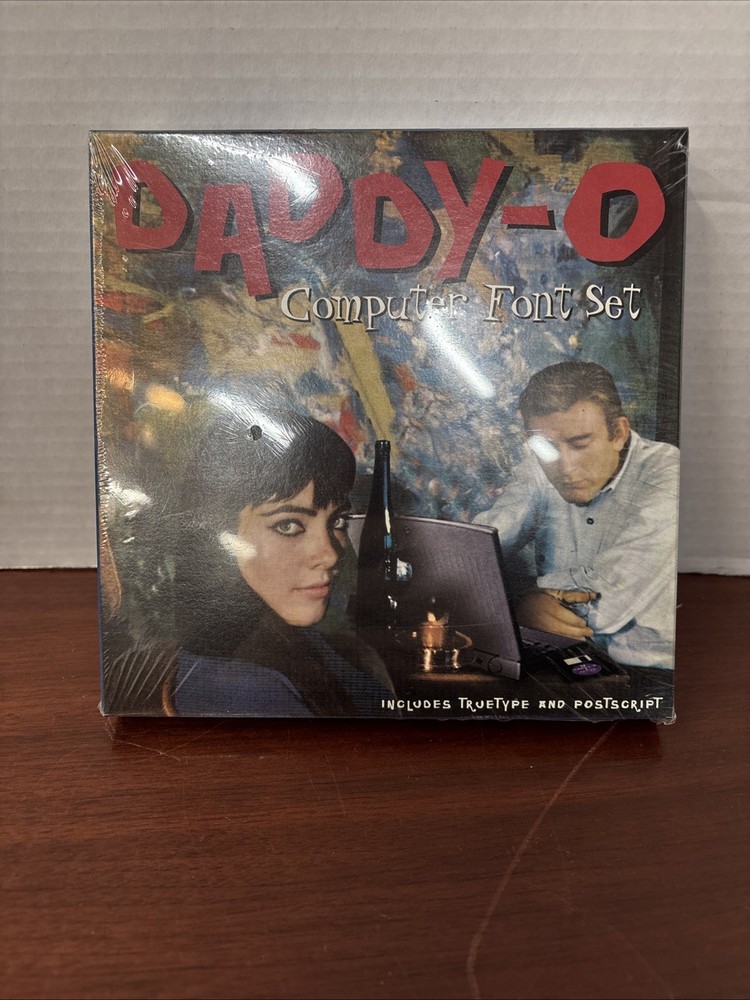 DADDY-O
Computer Font Set
INCLUDES TRUETYPE AND POSTSCRIPT